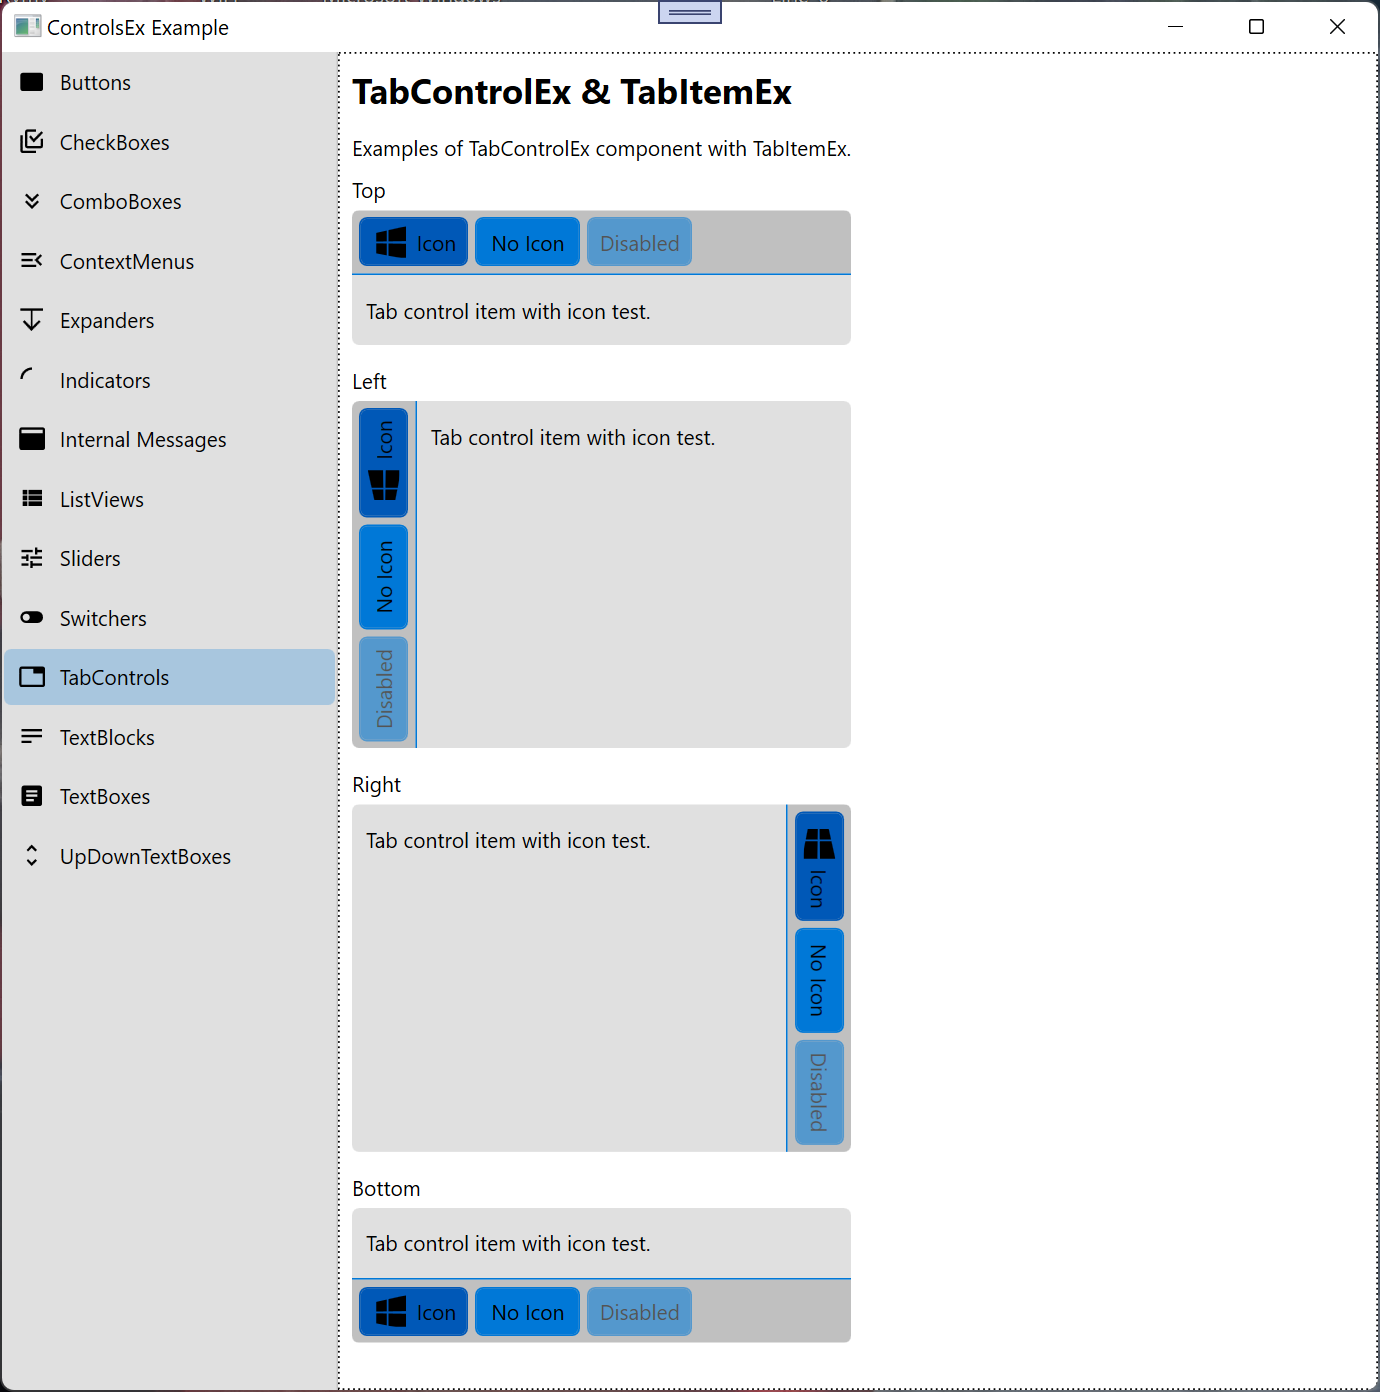 ControlsEx Example
Buttons
CheckBoxes
ComboBoxes
ContextMenus
Expanders
Indicators
Internal Messages
ListViews
Sliders
Switchers
TabControls
TextBlocks
TextBoxes
UpDownTextBoxes
TabControlEx & TabItemEx
Examples of TabControlEx component with TabItemEx.
Top
Icon No Icon Disabled
Tab control item with icon test.
Left
Icon
No Icon
Disabled
Tab control item with icon test.
Right
Tab control item with icon test.
Icon
No Icon
Disabled
Bottom
Tab control item with icon test.
Icon No Icon Disabled